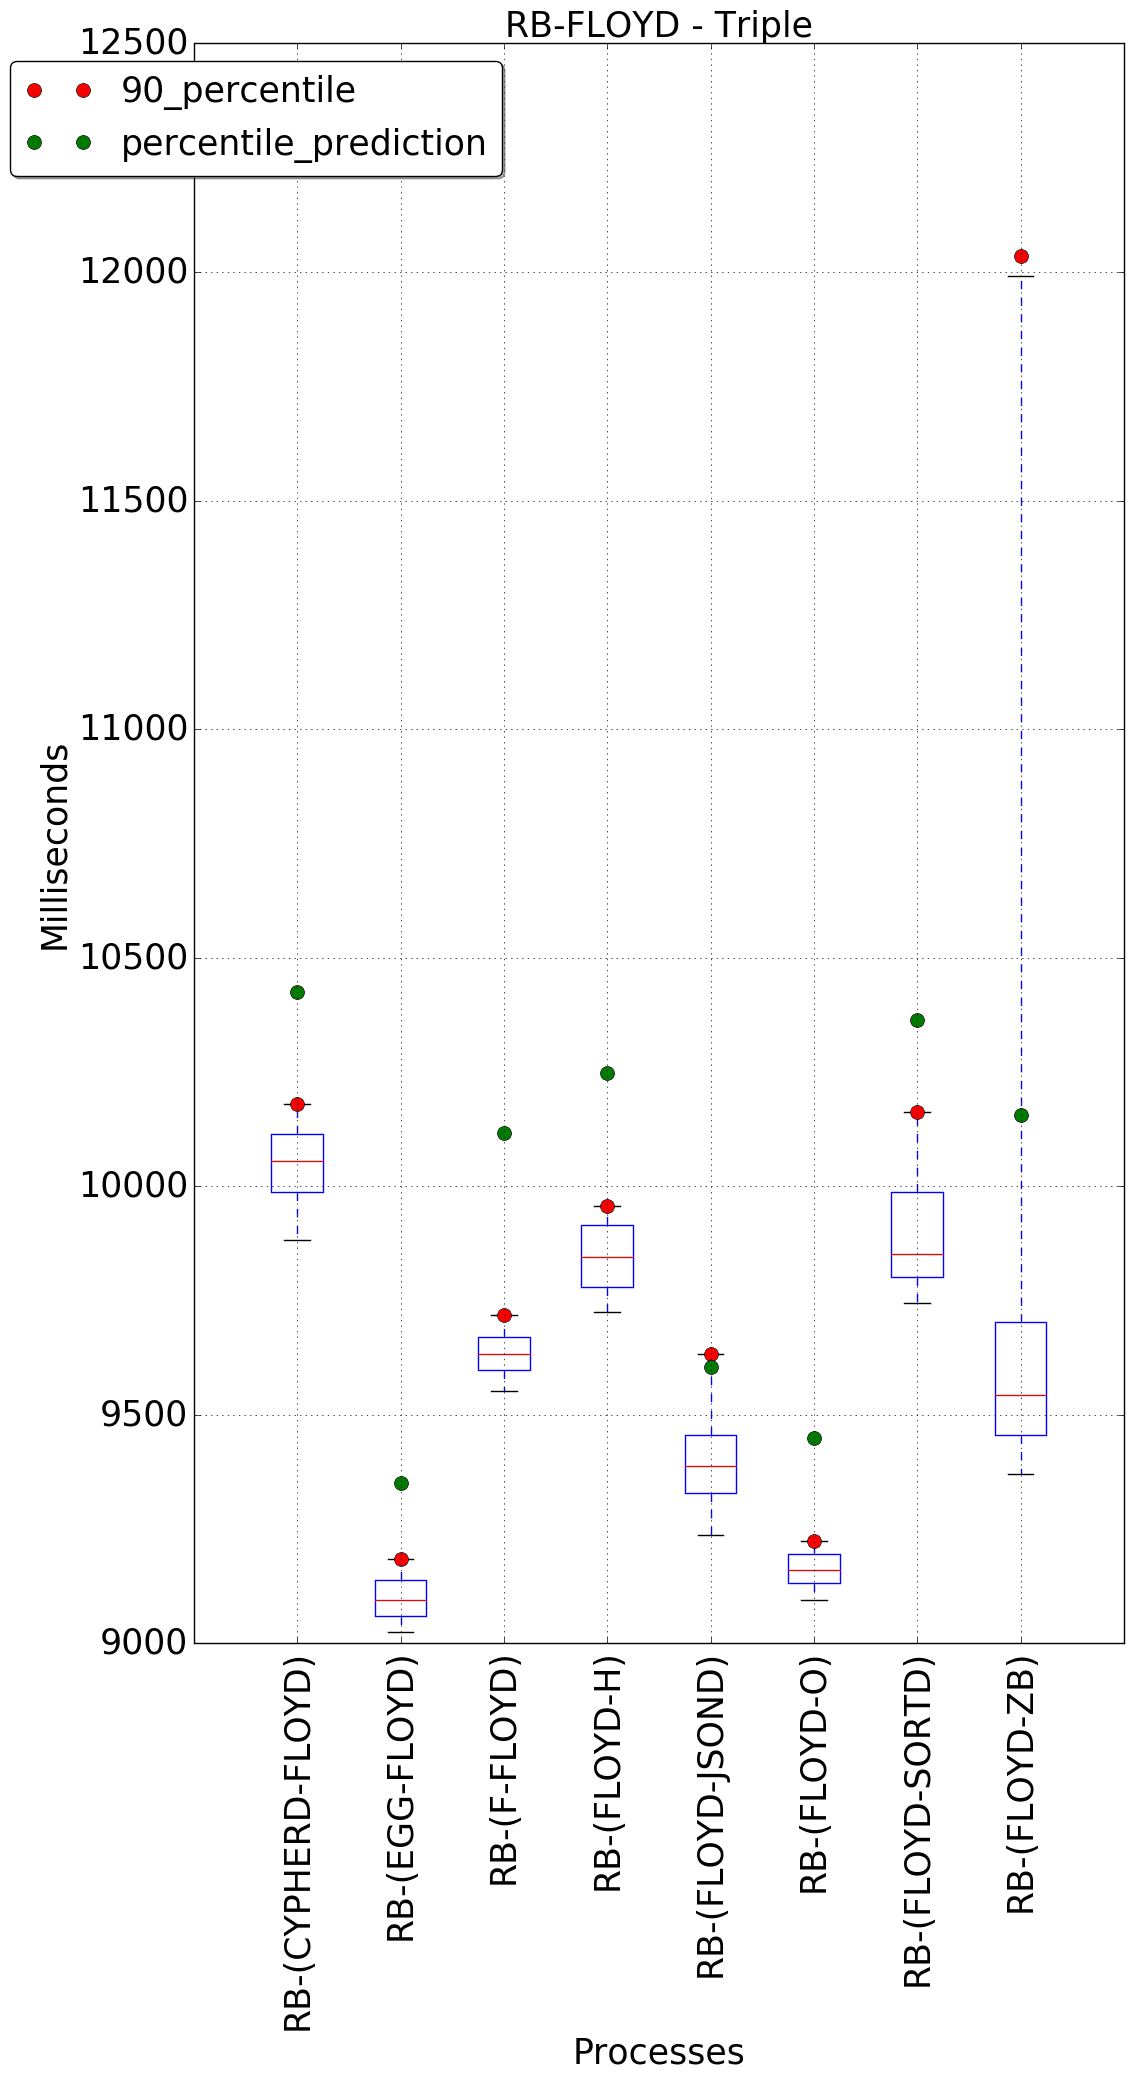 RB-FLOYD - Triple
12500
90_percentile
percentile_prediction
12000
11500
11000
Milliseconds
10500
10000
9500
9000
RB-(CYPHERD-FLOYD)
RB-(EGG-FLOYD)
RB-(F-FLOYD)
RB-(FLOYD-H)
RB-(FLOYD-JSOND)
RB-(FLOYD-O)
RB-(FLOYD-SORTD)
RB-(FLOYD-ZB)
Processes